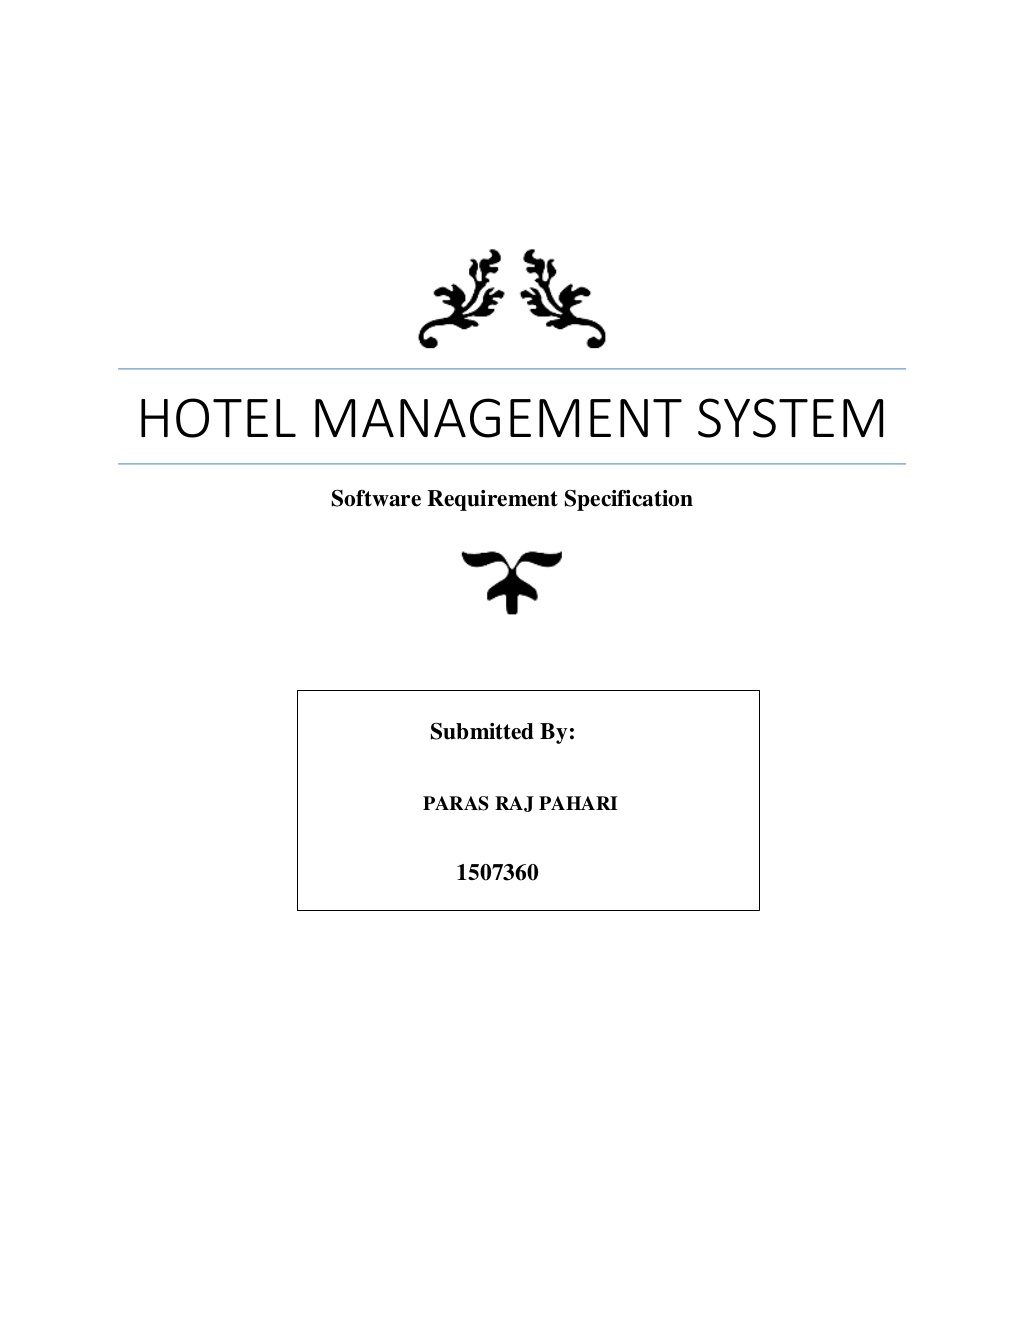 HOTEL MANAGEMENT SYSTEM
Software Requirement Specification
Submitted By:
PARAS RAJ PAHARI
1507360